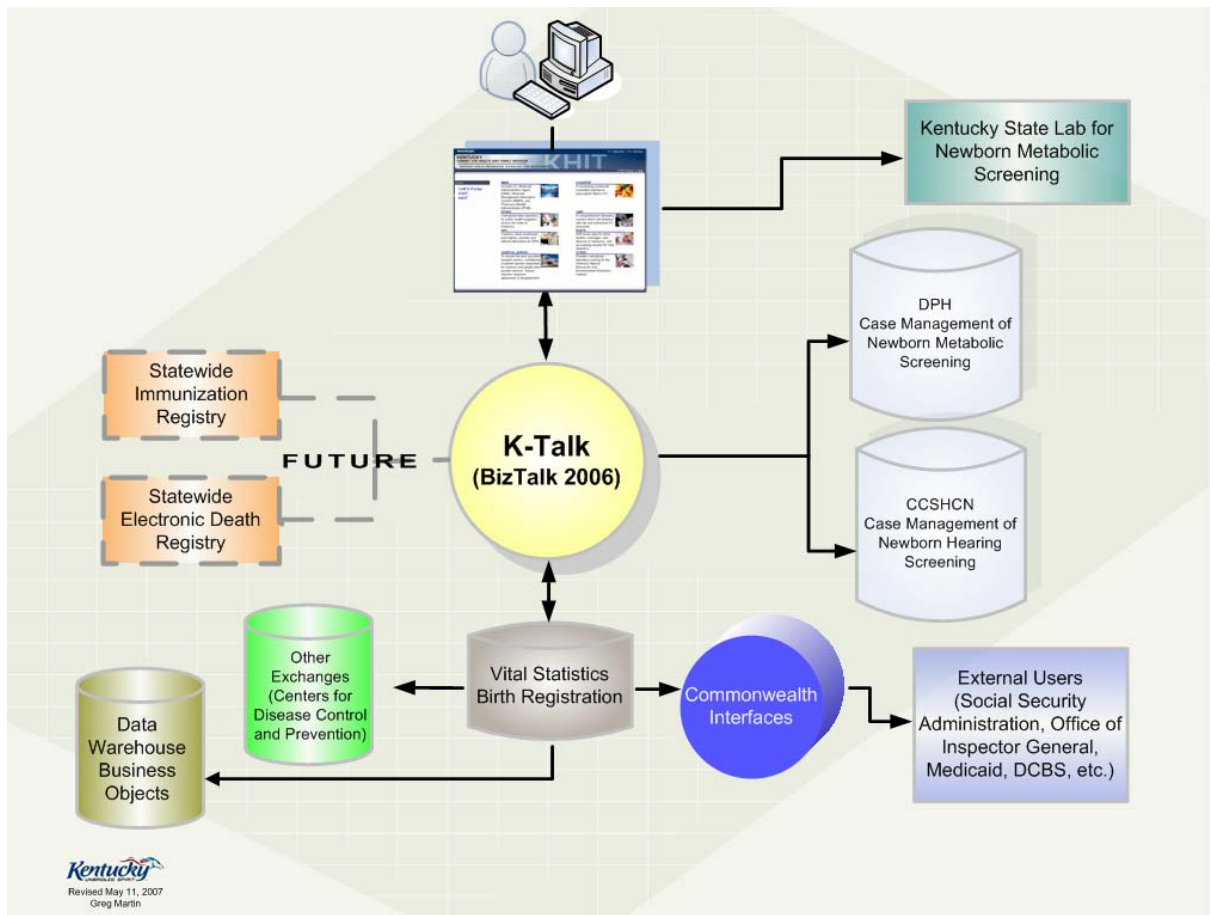 KENTUCKY
KHIT
Kentucky State Lab for
Newborn Metabolic
Screening
DPH
Case Management of
Newborn Metabolic
Screening
Statewide
Immunization
Registry
K-Talk
(BizTalk 2006)
FUTURE
Statewide
Electronic Death
Registry
CCSHCN
Case Management of
Newborn Hearing
Screening
Other
Exchanges
(Centers for
Disease Control
and Prevention)
Vital Statistics
Birth Registration
Commonwealth
Interfaces
External Users
(Social Security
Administration, Office of
Inspector General,
Medicaid, DCBS, etc.)
Data
Warehouse
Business
Objects
Kentucky
UNBRIDLED SPIRIT
Revised May 11, 2007
Greg Martin